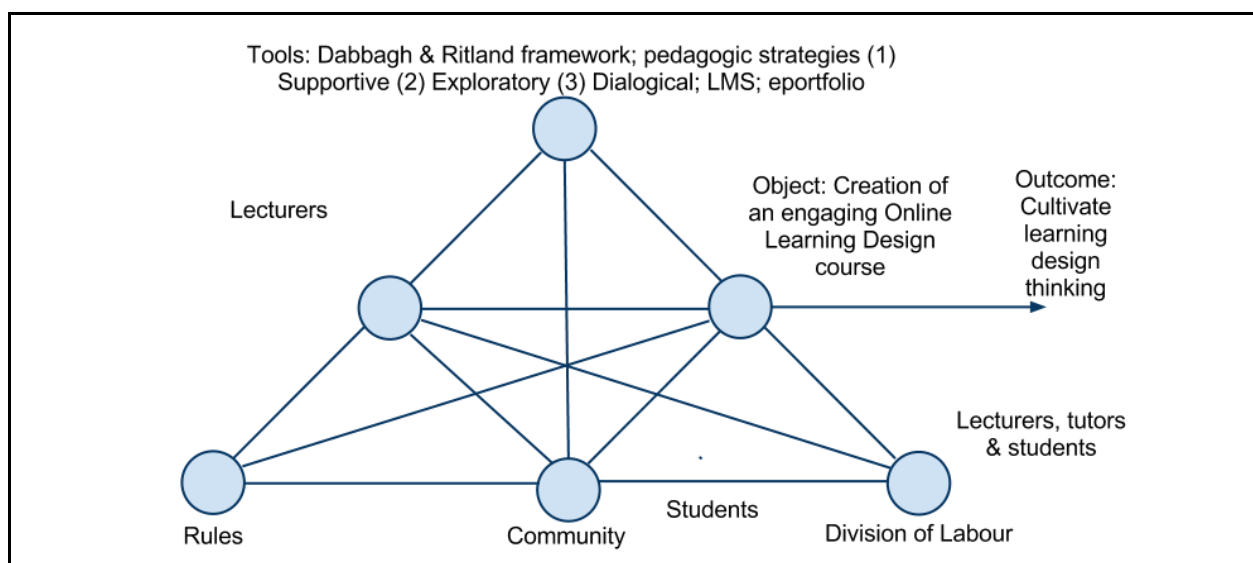 Tools: Dabbagh & Ritland framework; pedagogic strategies (1)
Supportive (2) Exploratory (3) Dialogical; LMS; eportfolio
Lecturers
Object: Creation of
an engaging Online
Learning Design
course
Outcome:
Cultivate
learning
design
thinking
Lecturers, tutors
& students
Rules
Community
Students
Division of Labour